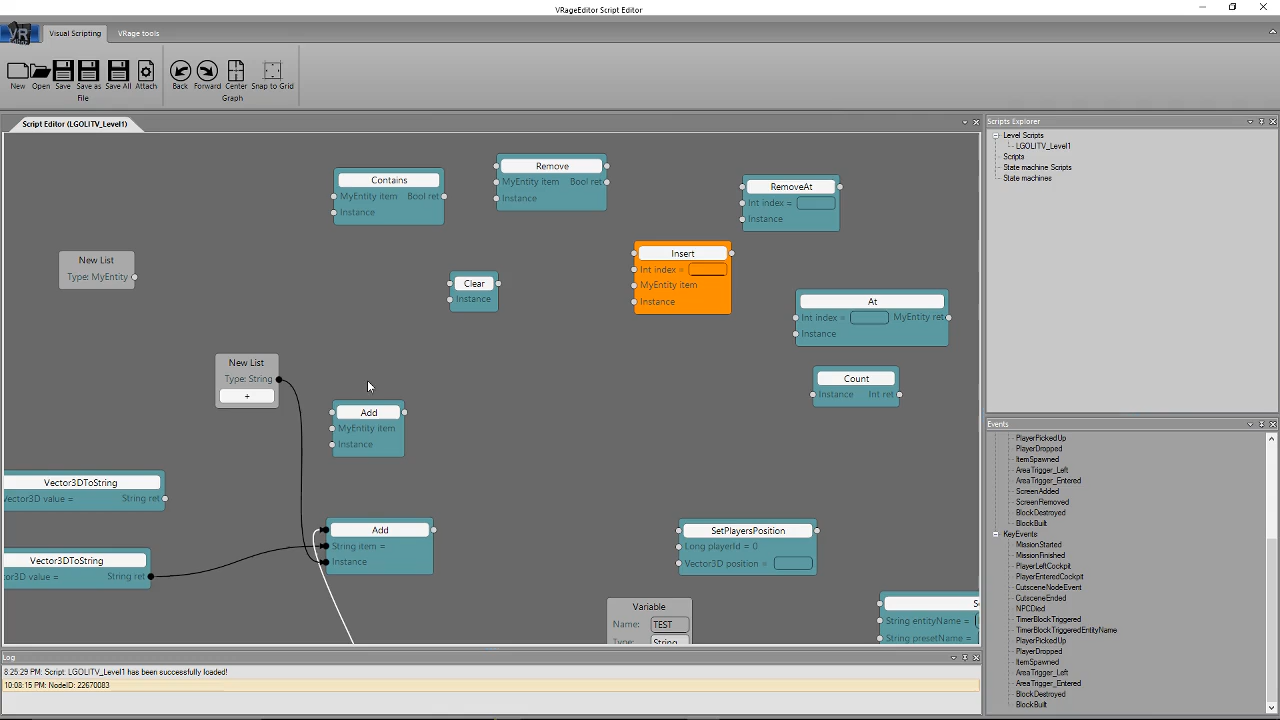 VRageEditor Script Editor
VR
Visual Scripting
VRage tools
New
Open
Save
Save as
Save All
Attach
Back
Forward
Center
Snap to Grid
File
Graph
Script Editor (LGOLITV_Level1)
Contains
MyEntity item Bool ret
Instance
Remove
MyEntity item Bool ret
Instance
RemoveAt
Int index =
Instance
New List
Type: MyEntity
Clear
Instance
Insert
Int index =
MyEntity item
Instance
At
Int index = MyEntity ret
Instance
New List
Type: String
+
Count
Instance Int ret
Add
MyEntity item
Instance
Vector3DToString
Vector3D value = String ret
Add
String item =
Instance
SetPlayersPosition
Long playerId = 0
Vector3D position =
Vector3DToString
3D value = String ret
Variable
Name: TEST
Type: String
S
String entityName =
String presetName =
Scripts Explorer
Level Scripts
LGOLITV_Level1
Scripts
State machine Scripts
State machines
Events
PlayerPickedUp
PlayerDropped
ItemSpawned
AreaTrigger_Left
AreaTrigger_Entered
ScreenAdded
ScreenRemoved
BlockDestroyed
BlockBuilt
KeyEvents
MissionStarted
MissionFinished
PlayerLeftCockpit
PlayerEnteredCockpit
CutsceneNodeEvent
CutsceneEnded
NPCDied
TimerBlockTriggered
TimerBlockTriggeredEntityName
PlayerPickedUp
PlayerDropped
ItemSpawned
AreaTrigger_Left
AreaTrigger_Entered
BlockDestroyed
BlockBuilt
Log
8:25:29 PM: Script: LGOLITV_Level1 has been successfully loaded!
10:08:15 PM: NodeID: 22670083